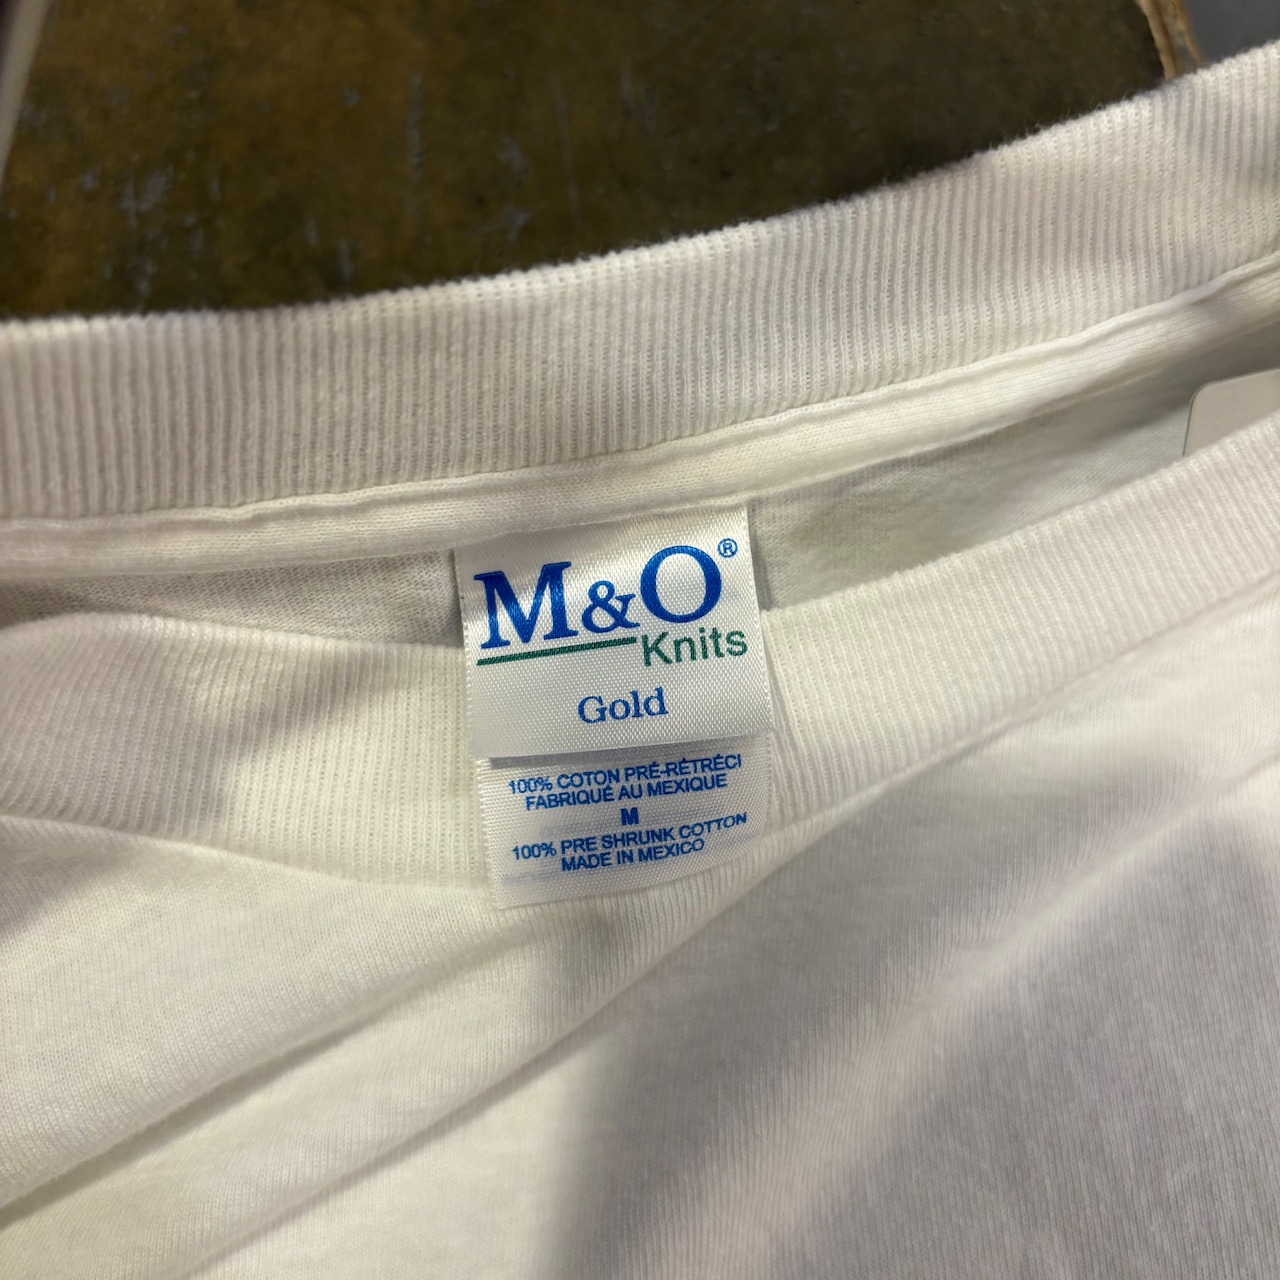 M&O®
Knits
Gold
100% COTON PRÉ-RÉTRÉCI
FABRIQUÉ AU MEXIQUE
M
100% PRE SHRUNK COTTON
MADE IN MEXICO